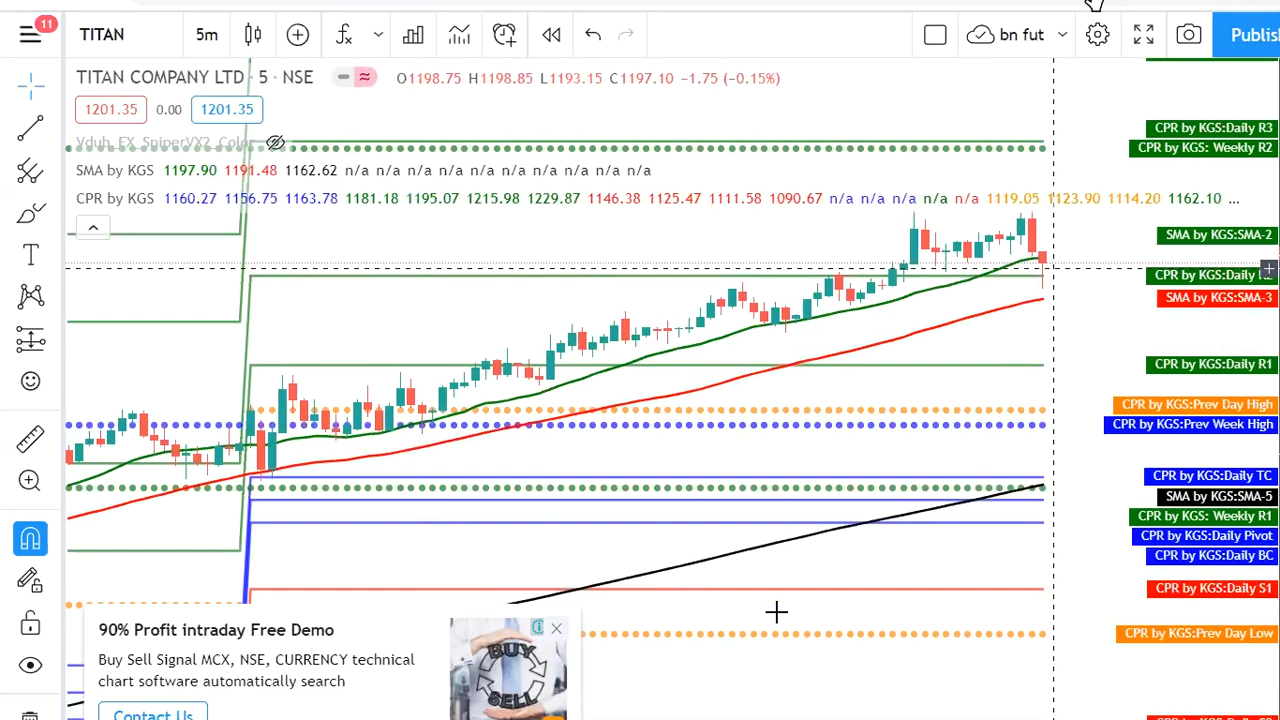 11
TITAN
5m
bn fut
Publis
TITAN COMPANY LTD · 5 · NSE
O1198.75 H1198.85 L1193.15 C1197.10 −1.75 (−0.15%)
1201.35 0.00 1201.35
SMA by KGS 1197.90 1191.48 1162.62 n/a n/a n/a n/a n/a n/a n/a n/a n/a n/a n/a
CPR by KGS 1160.27 1156.75 1163.78 1181.18 1195.07 1215.98 1229.87 1146.38 1125.47 1111.58 1090.67 n/a n/a n/a n/a n/a 1119.05 1123.90 1114.20 1162.10 ...
CPR by KGS:Daily R3
CPR by KGS: Weekly R2
SMA by KGS:SMA-2
CPR by KGS:Daily
SMA by KGS:SMA-3
CPR by KGS:Daily R1
CPR by KGS:Prev Day High
CPR by KGS:Prev Week High
CPR by KGS:Daily TC
SMA by KGS:SMA-5
CPR by KGS: Weekly R1
CPR by KGS:Daily Pivot
CPR by KGS:Daily BC
CPR by KGS:Daily S1
CPR by KGS:Prev Day Low
90% Profit intraday Free Demo
Buy Sell Signal MCX, NSE, CURRENCY technical
chart software automatically search
Contact Us
BUY
SELL